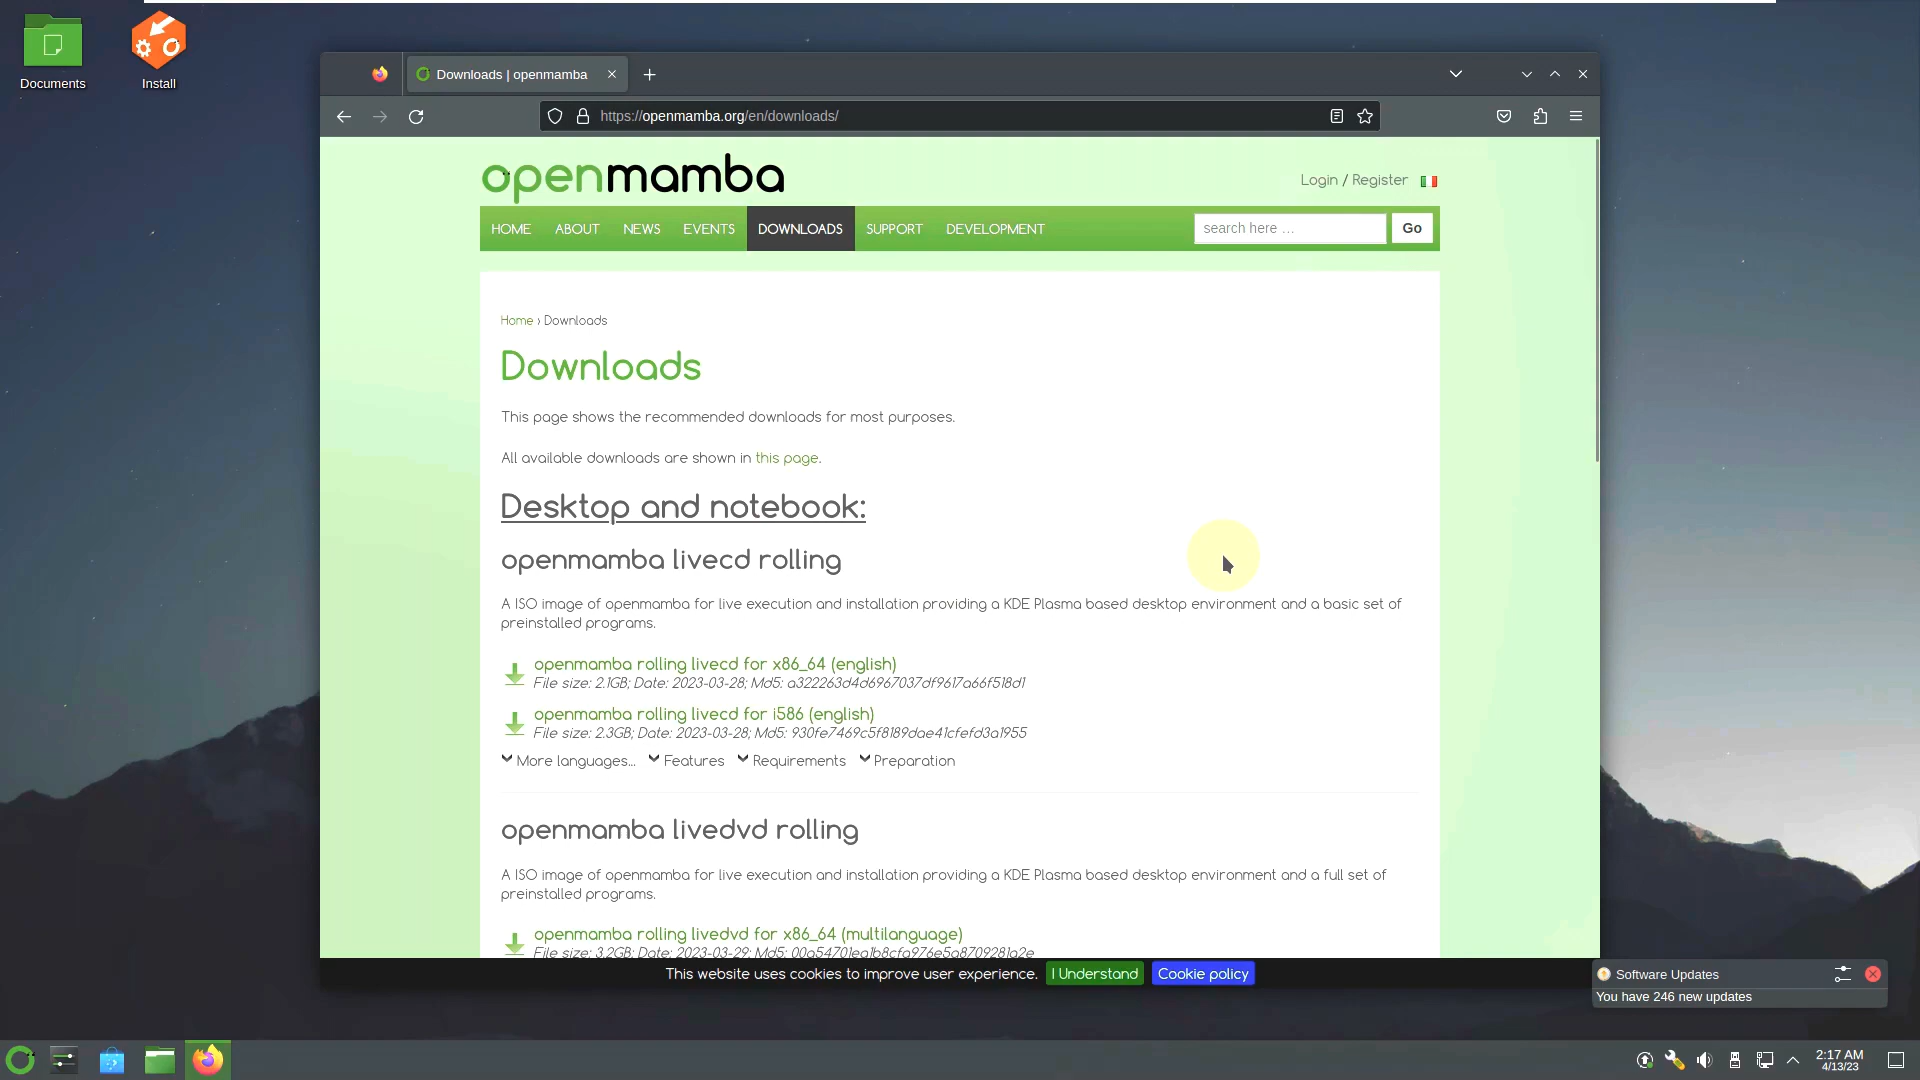 Documents
Install
Downloads | openmamba
https://openmamba.org/en/downloads/
openmamba
Login / Register
HOME ABOUT NEWS EVENTS DOWNLOADS SUPPORT DEVELOPMENT
search here …
Go
Home › Downloads
Downloads
This page shows the recommended downloads for most purposes.
All available downloads are shown in this page.
Desktop and notebook:
openmamba livecd rolling
A ISO image of openmamba for live execution and installation providing a KDE Plasma based desktop environment and a basic set of
preinstalled programs.
openmamba rolling livecd for x86_64 (english)
File size: 2.1GB; Date: 2023-03-28; Md5: a322263d4d6967037df9617a66f518d1
openmamba rolling livecd for i586 (english)
File size: 2.3GB; Date: 2023-03-28; Md5: 930fe7469c5f8189dae41cfefd3a1955
More languages... Features Requirements Preparation
openmamba livedvd rolling
A ISO image of openmamba for live execution and installation providing a KDE Plasma based desktop environment and a full set of
preinstalled programs.
openmamba rolling livedvd for x86_64 (multilanguage)
File size: 3.2GB; Date: 2023-03-29; Md5: 00a54701ea1b8cfa976e5a8709281a2e
This website uses cookies to improve user experience. I Understand Cookie policy
Software Updates
You have 246 new updates
2:17 AM
4/13/23